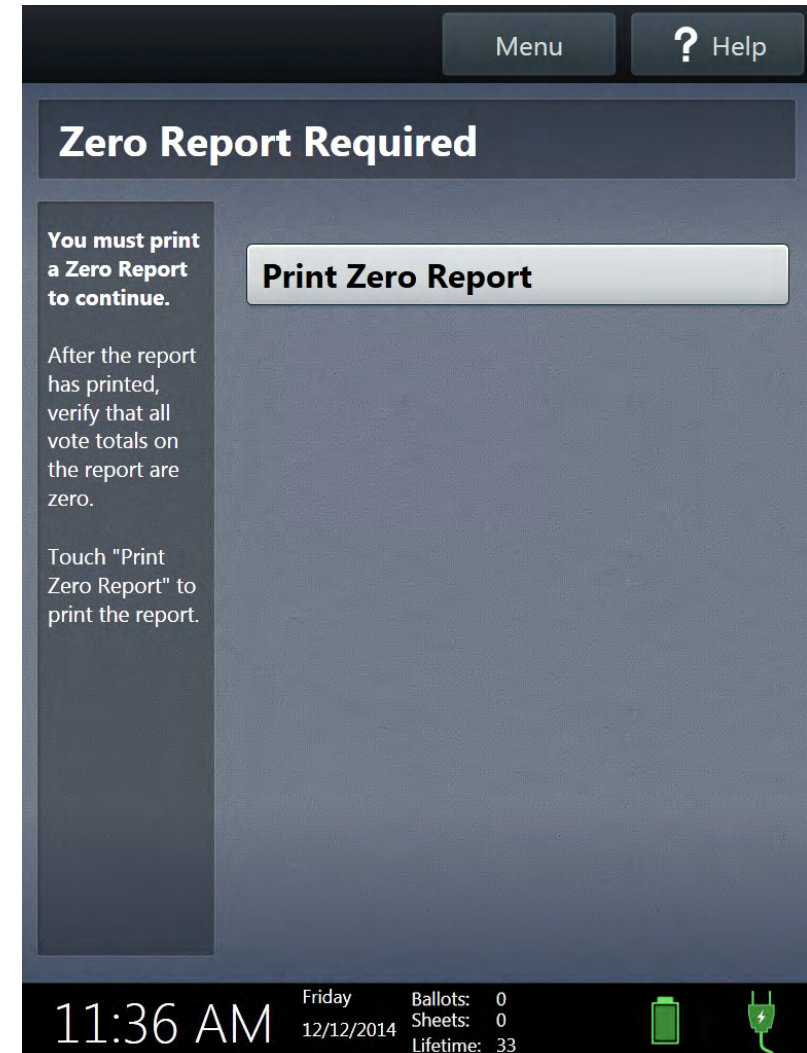 Menu
? Help
Zero Report Required
You must print
a Zero Report
to continue.
After the report
has printed,
verify that all
vote totals on
the report are
zero.
Touch "Print
Zero Report" to
print the report.
Print Zero Report
11:36 AM
Friday
12/12/2014
Ballots: 0
Sheets: 0
Lifetime: 33